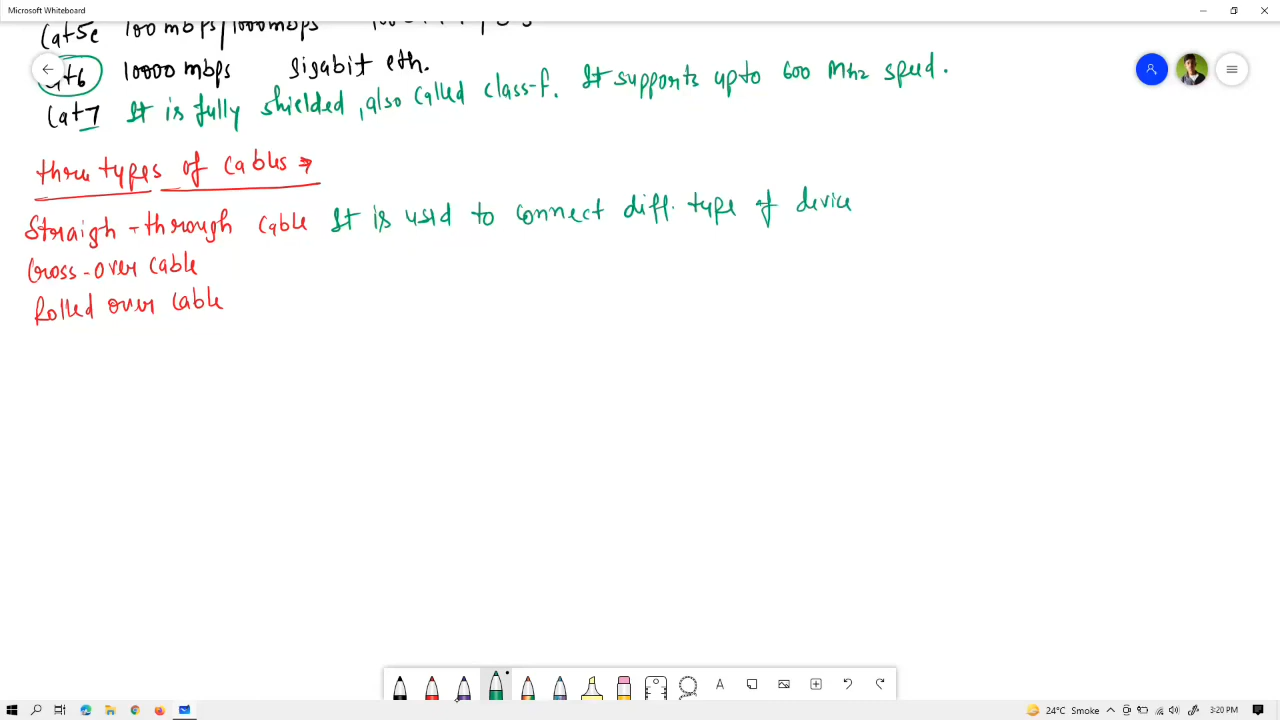 Microsoft Whiteboard
Cat5e 100 mbps/1000mbps
10000 mbps Gigabit eth.
Cat7 It is fully shielded, also called class-F. It supports upto 600 Mhz speed.
three types of Cables →
Straigh-through Cable It is used to connect diff. type of device
Cross-over Cable
Rolled over Cable
A
24°C Smoke
3:20 PM